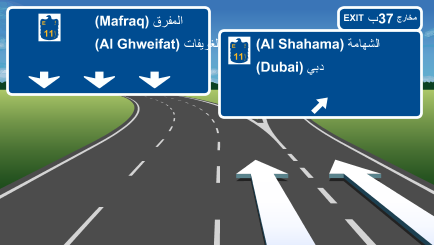 (Mafraq) المفرق
E 11
(Al Ghweifat) الغويفات
EXIT 37ب مخارج
(Al Shahama) الشهامة
E 11
(Dubai) دبي